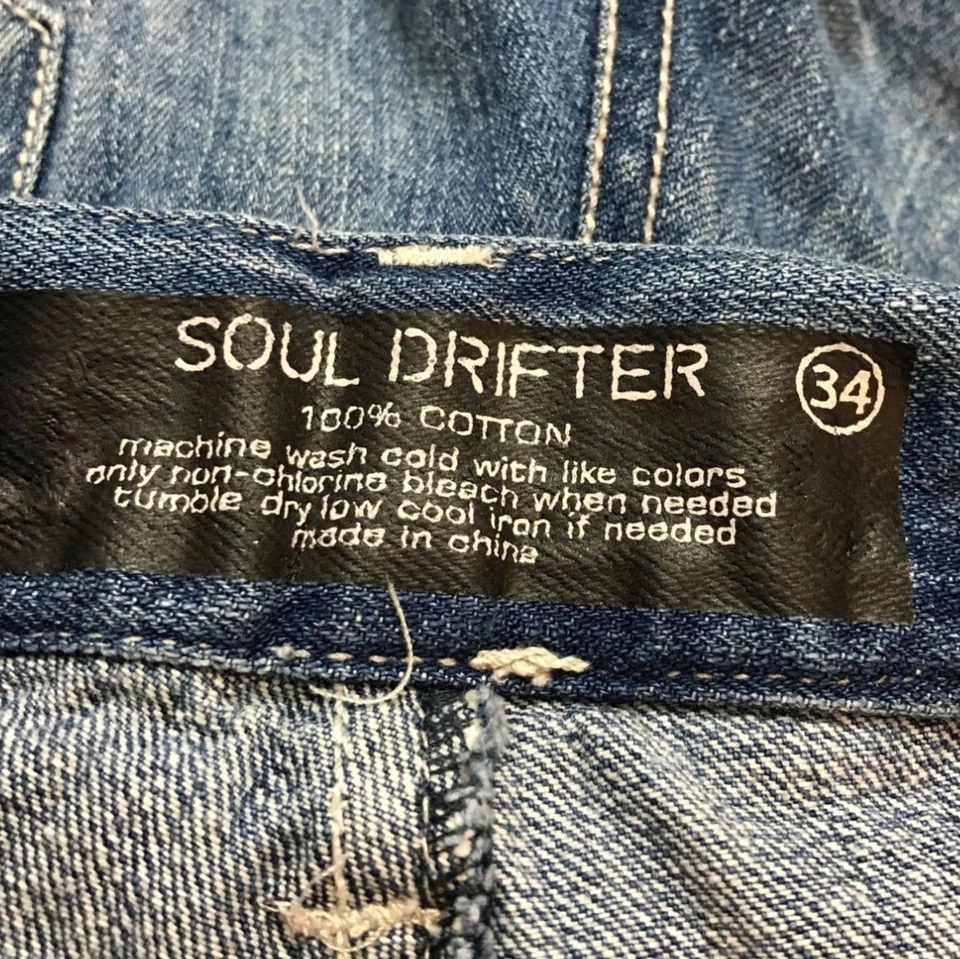 SOUL DRIFTER
34
100% COTTON
machine wash cold with like colors
only non-chlorine bleach when needed
tumble dry low cool iron if needed
made in china